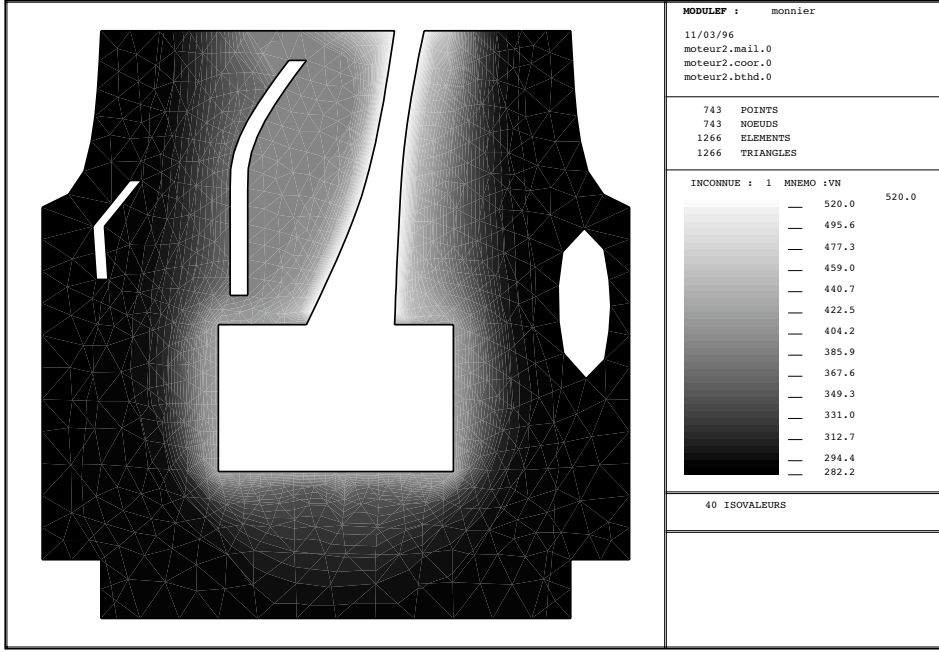 MODULEF : monnier
11/03/96
moteur2.mail.0
moteur2.coor.0
moteur2.bthd.0
743 POINTS
743 NOEUDS
1266 ELEMENTS
1266 TRIANGLES
INCONNUE : 1 MNEMO :VN
520.0
520.0
495.6
477.3
459.0
440.7
422.5
404.2
385.9
367.6
349.3
331.0
312.7
294.4
282.2
40 ISOVALEURS